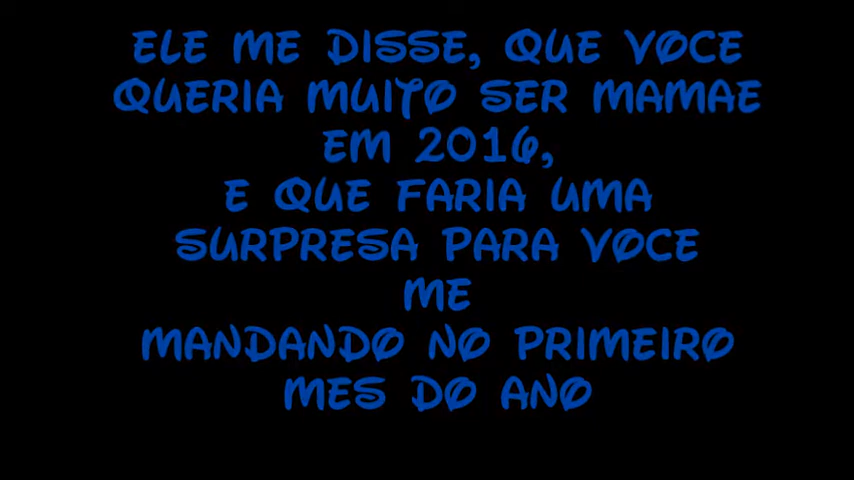 ELE ME DISSE, QUE VOCE
QUERIA MUITO SER MAMAE
EM 2016,
E QUE FARIA UMA
SURPRESA PARA VOCE
ME
MANDANDO NO PRIMEIRO
MES DO ANO